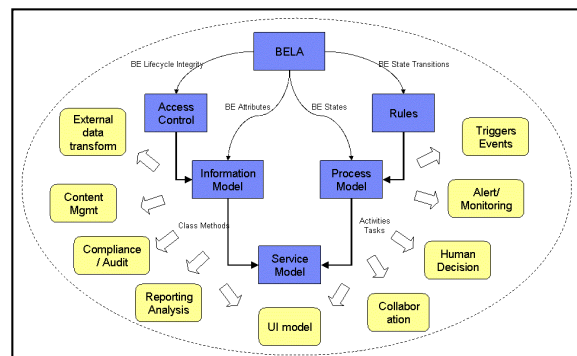 BELA
BE Lifecycle Integrity
BE State Transitions
Access
Control
BE Attributes
BE States
Rules
External
data
transform
Triggers
Events
Information
Model
Process
Model
Content
Mgmt
Alert/
Monitoring
Class Methods
Activities
Tasks
Compliance
/ Audit
Service
Model
Human
Decision
Reporting
Analysis
UI model
Collabor
ation